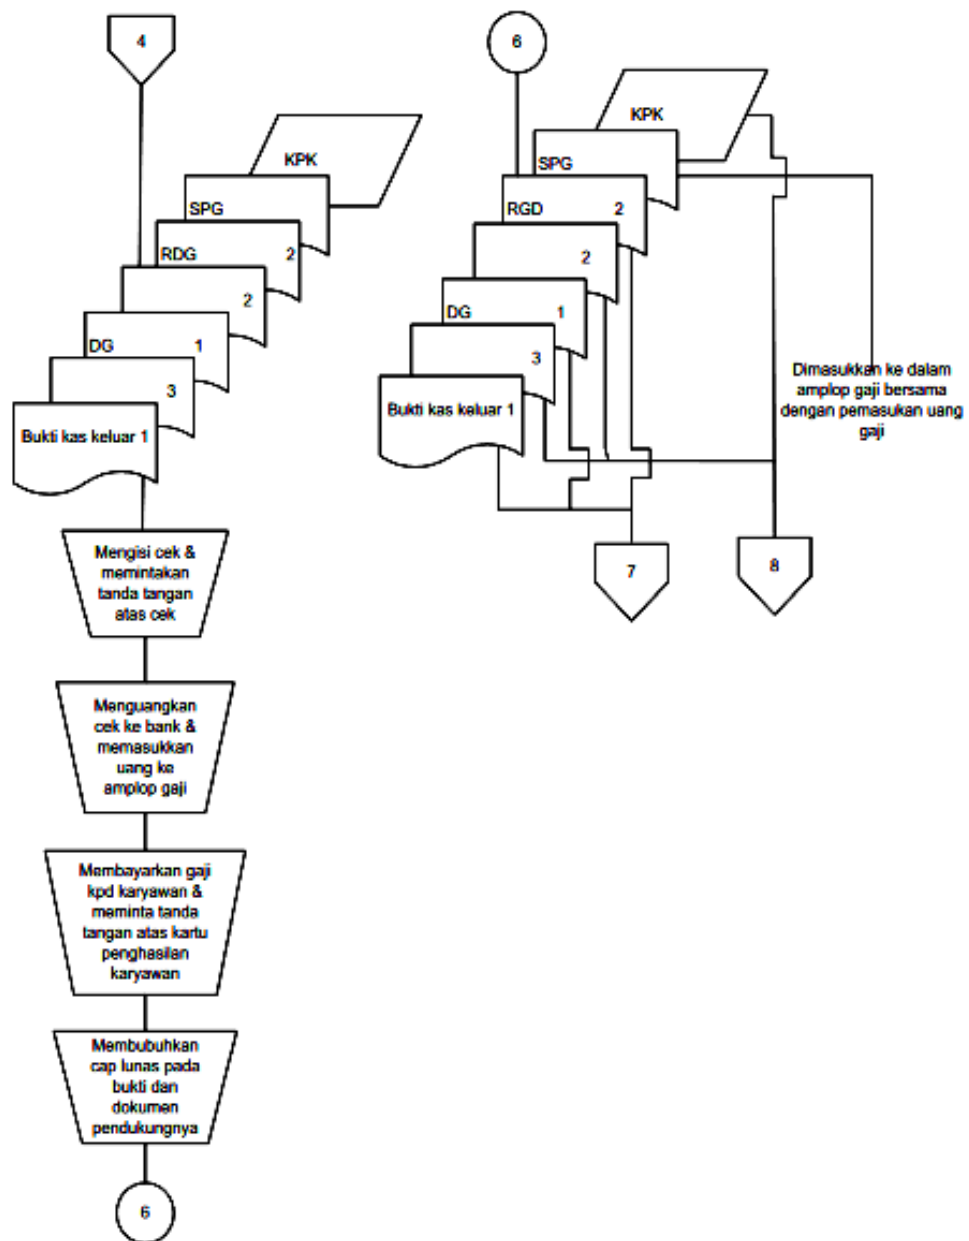 4
KPK
SPG
RDG 2
2
DG 1
3
Bukti kas keluar 1
Mengisi cek &
memintakan
tanda tangan
atas cek
Menguangkan
cek ke bank &
memasukkan
uang ke
amplop gaji
Membayarkan gaji
kpd karyawan &
meminta tanda
tangan atas kartu
penghasilan
karyawan
Membubuhkan
cap lunas pada
bukti dan
dokumen
pendukungnya
6
6
KPK
SPG
RGD 2
2
DG 1
3
Bukti kas keluar 1
Dimasukkan ke dalam
amplop gaji bersama
dengan pemasukan uang
gaji
7
8